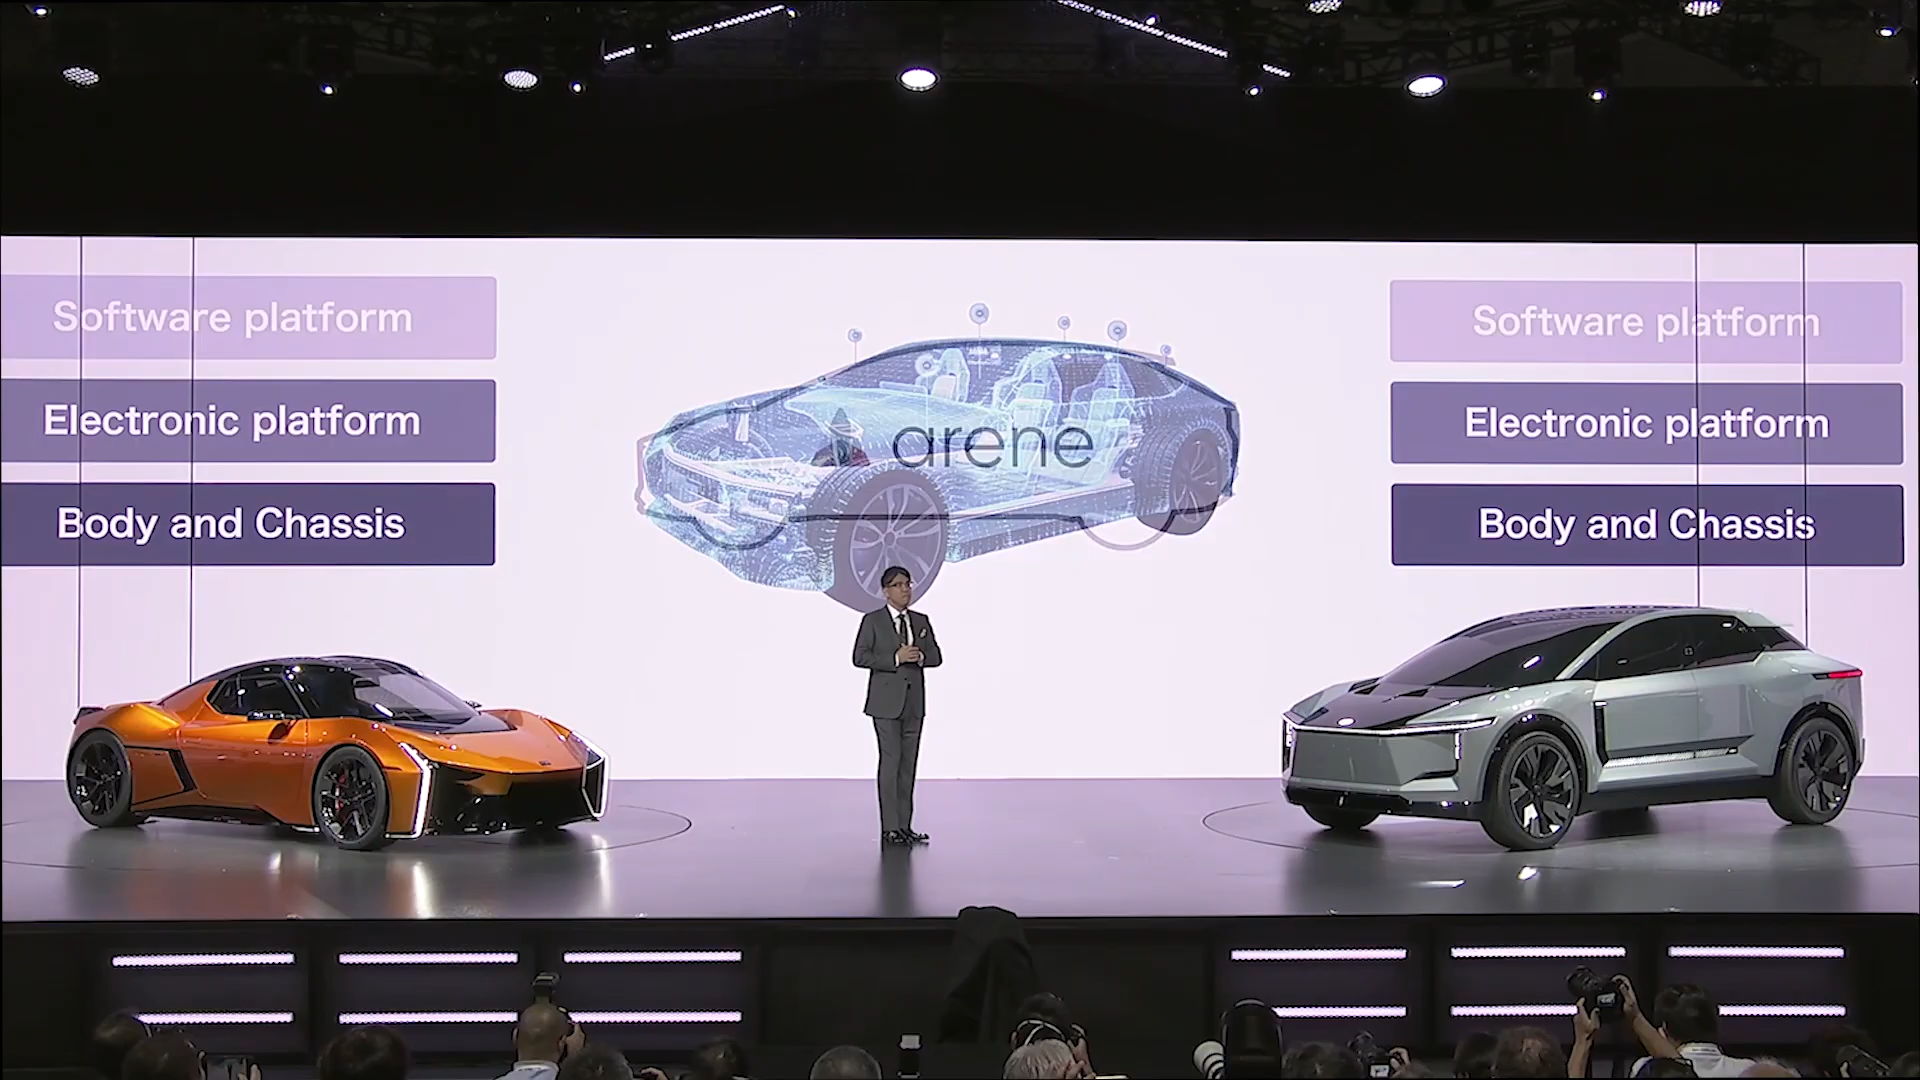 Software platform
Electronic platform
Body and Chassis
arene
Software platform
Electronic platform
Body and Chassis